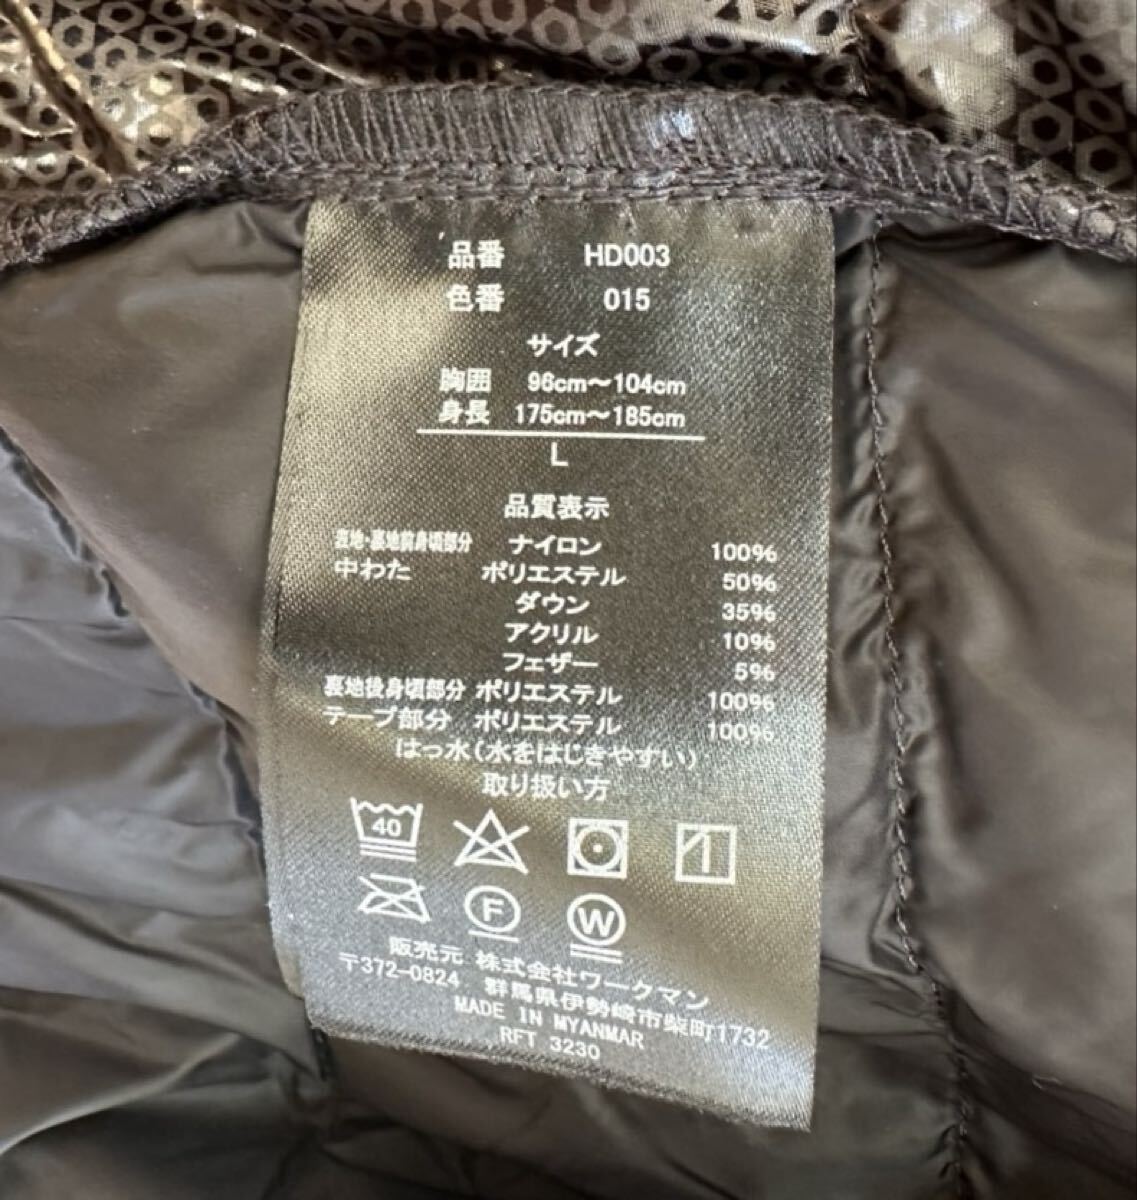 品番 HD003
色番 015
サイズ
胸囲 96cm～104cm
身長 175cm～185cm
L
品質表示
表地・裏地前身頃部分 ナイロン 100%
中わた ポリエステル 50%
ダウン 35%
アクリル 10%
フェザー 5%
裏地後身頃部分 ポリエステル 100%
テープ部分 ポリエステル 100%
はっ水(水をはじきやすい)
取り扱い方
40
F W
販売元 株式会社ワークマン
〒372-0824 群馬県伊勢崎市柴町1732
MADE IN MYANMAR
RFT 3230